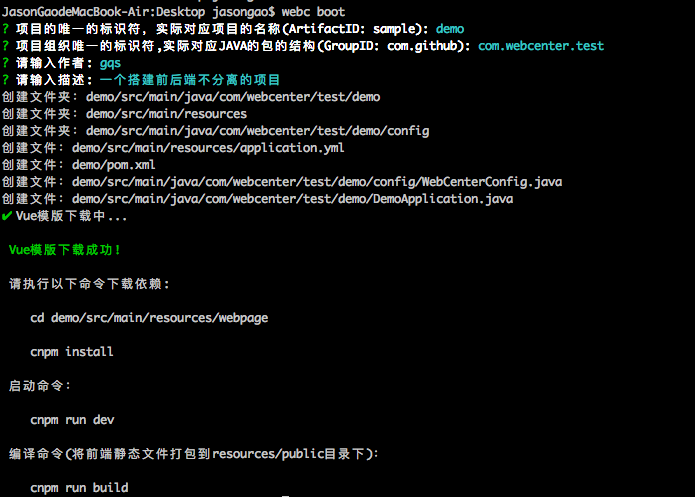 JasonGaodeMacBook-Air:Desktop jasongao$ webc boot
? 项目的唯一的标识符, 实际对应项目的名称(ArtifactID: sample): demo
? 项目组织唯一的标识符,实际对应JAVA的包的结构(GroupID: com.github): com.webcenter.test
? 请输入作者: gqs
? 请输入描述: 一个搭建前后端不分离的项目
创建文件夹: demo/src/main/java/com/webcenter/test/demo
创建文件夹: demo/src/main/resources
创建文件夹: demo/src/main/java/com/webcenter/test/demo/config
创建文件: demo/src/main/resources/application.yml
创建文件: demo/pom.xml
创建文件: demo/src/main/java/com/webcenter/test/demo/config/WebCenterConfig.java
创建文件: demo/src/main/java/com/webcenter/test/demo/DemoApplication.java
✔ Vue模版下载中...
Vue模版下载成功!
请执行以下命令下载依赖:
cd demo/src/main/resources/webpage
cnpm install
启动命令:
cnpm run dev
编译命令(将前端静态文件打包到resources/public目录下):
cnpm run build